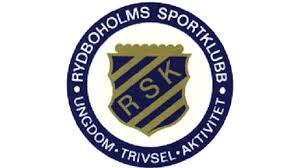 • RYDBOHOLMS SPORTKLUBB •
RSK
UNGDOM • TRIVSEL • AKTIVITET